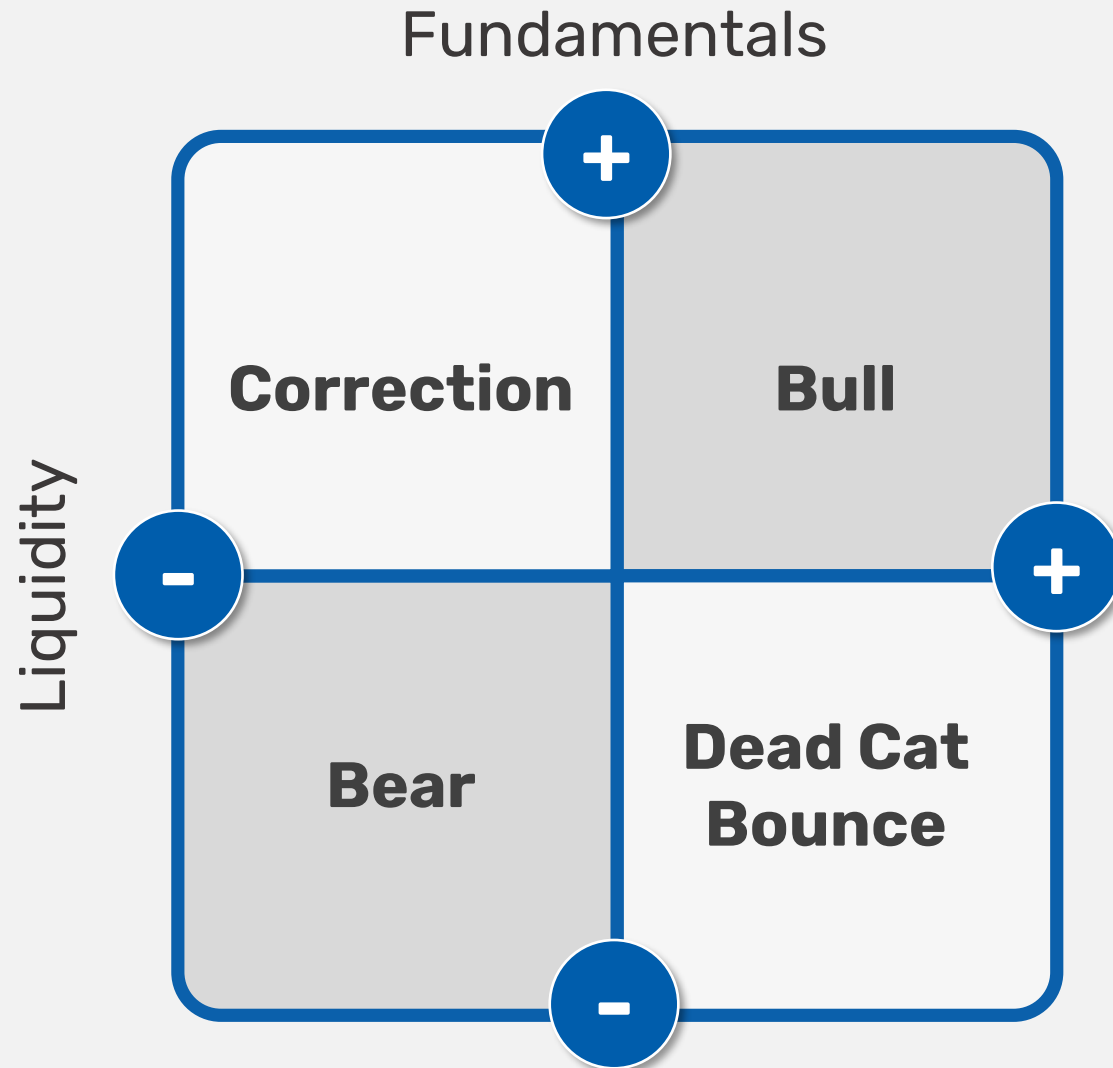 Fundamentals
+
Correction
Bull
Liquidity
-
+
Bear
Dead Cat
Bounce
-